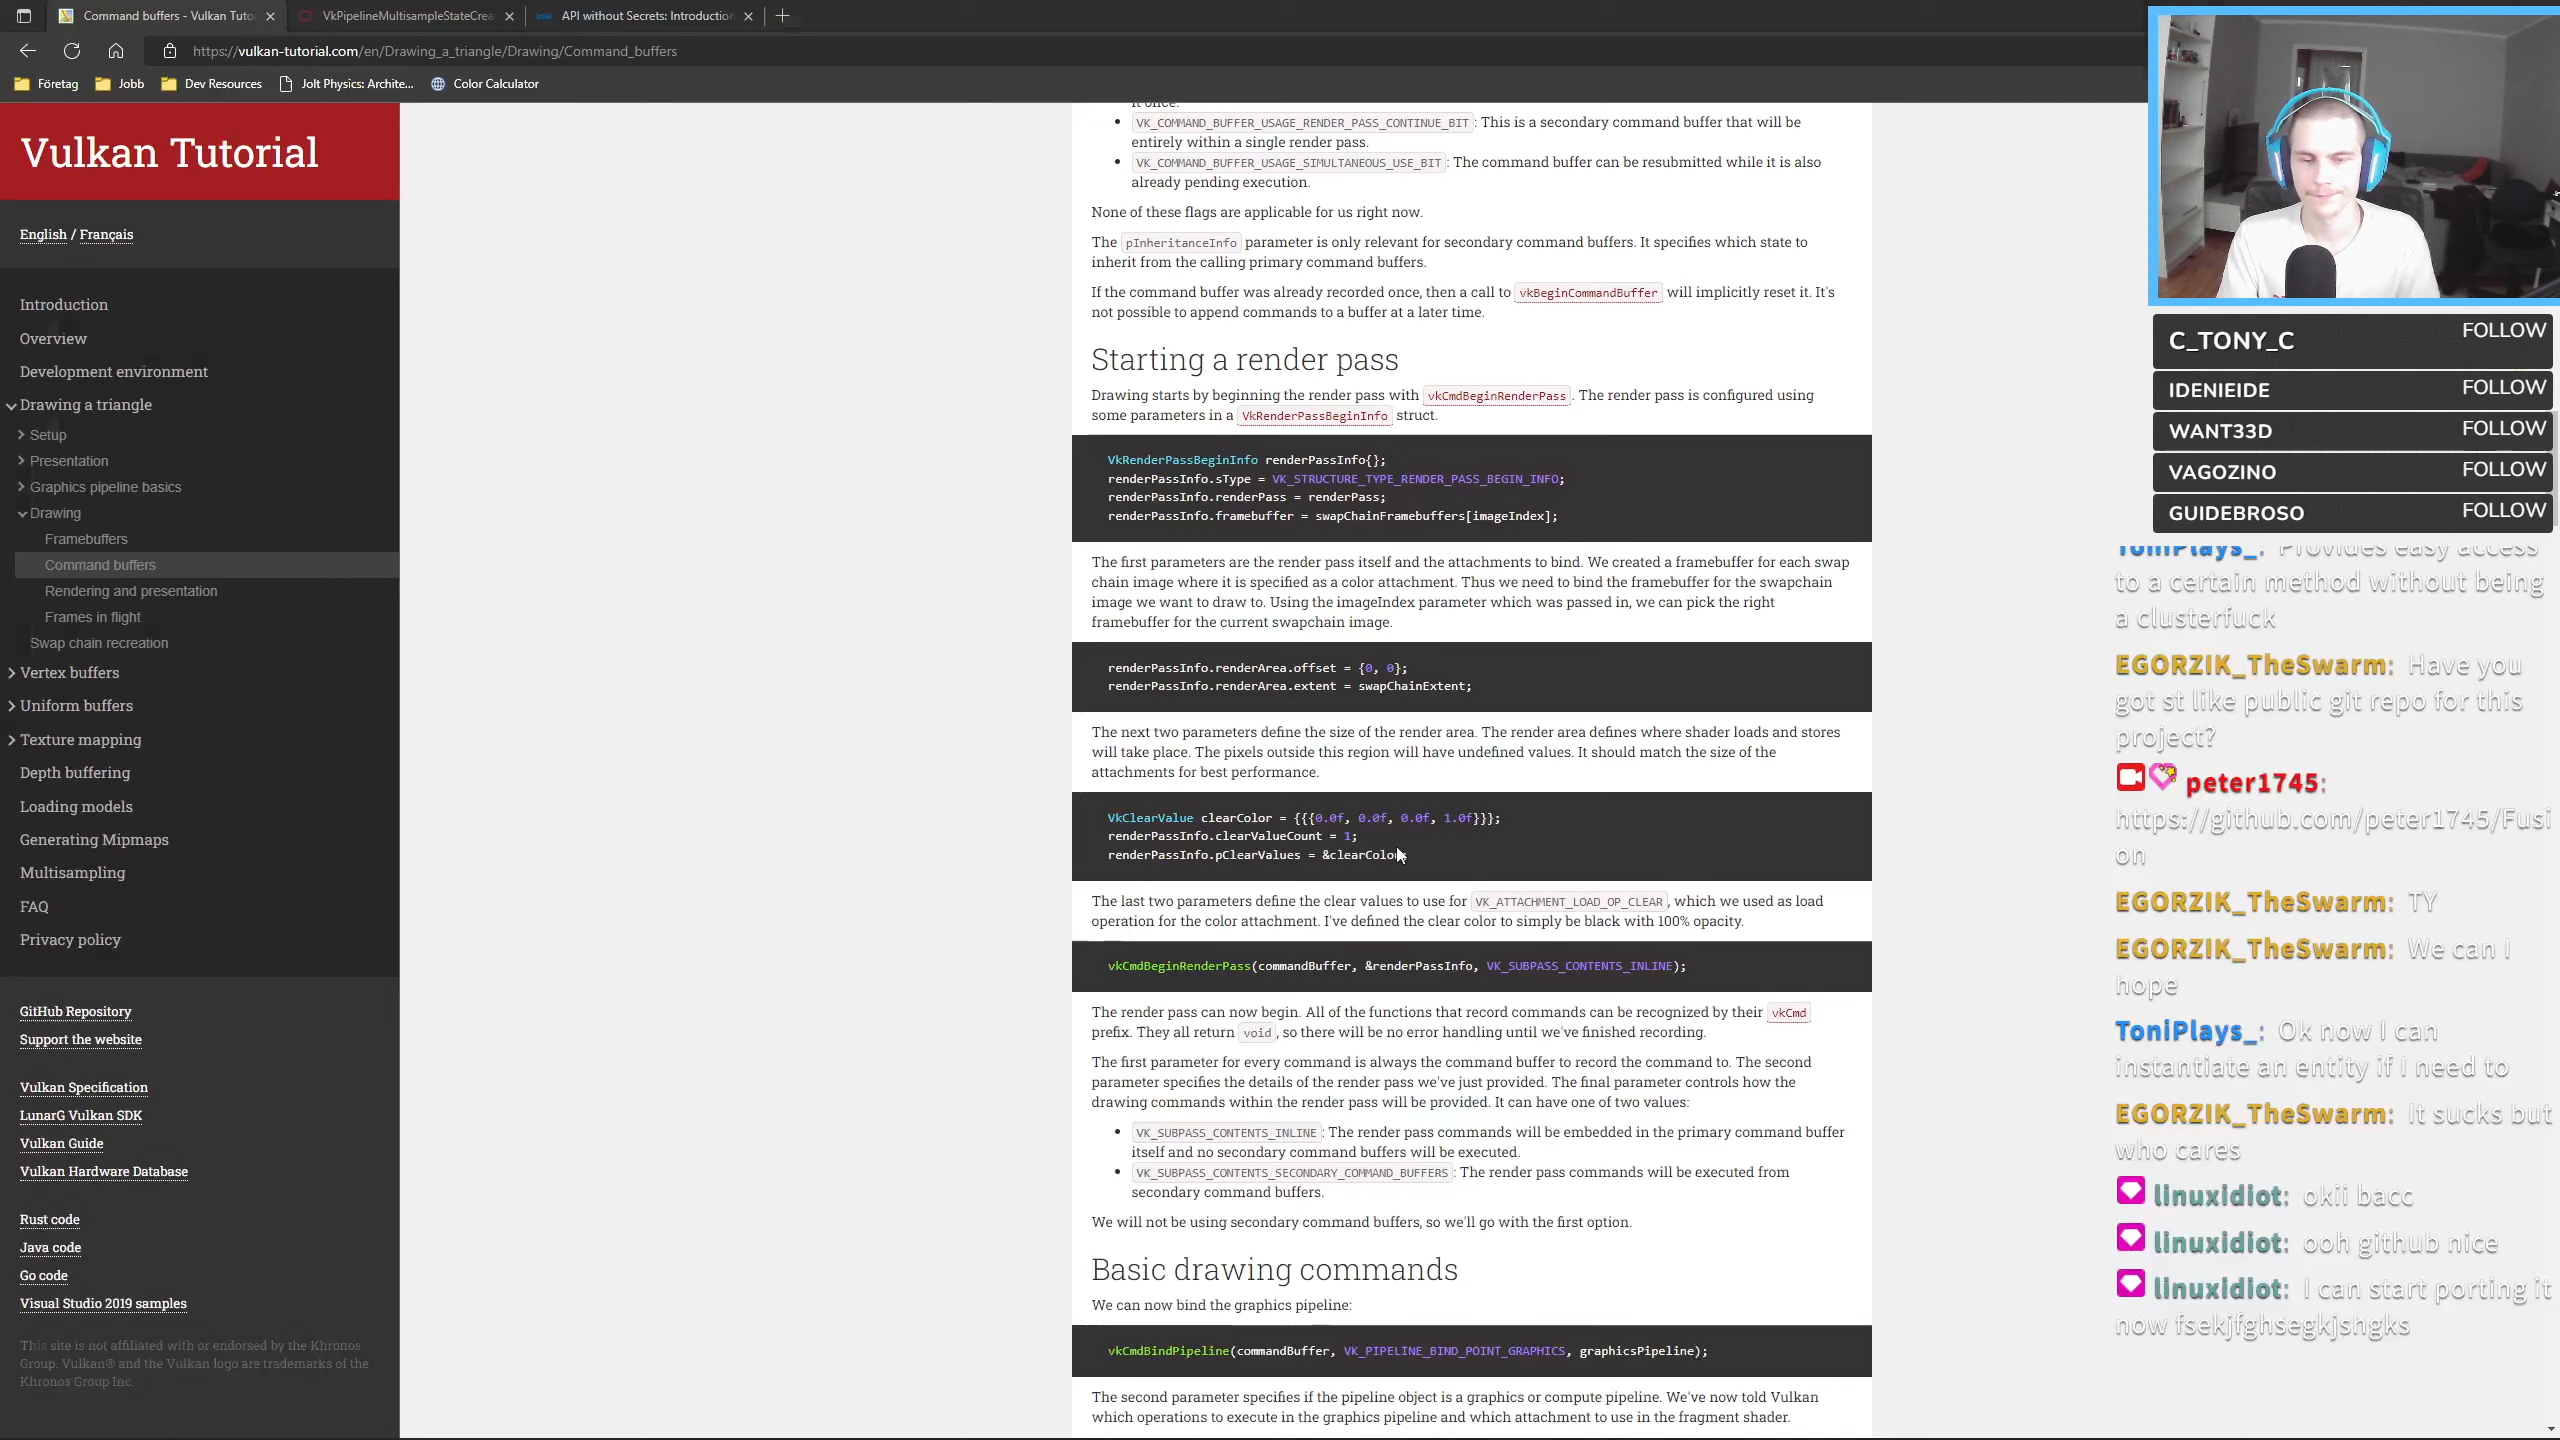 Command buffers - Vulkan Tuto
VkPipelineMultisampleStateCrea
API without Secrets: Introduction
https://vulkan-tutorial.com/en/Drawing_a_triangle/Drawing/Command_buffers
Företag
Jobb
Dev Resources
Jolt Physics: Archite...
Color Calculator
Vulkan Tutorial
English / Français
Introduction
Overview
Development environment
Drawing a triangle
Setup
Presentation
Graphics pipeline basics
Drawing
Framebuffers
Command buffers
Rendering and presentation
Frames in flight
Swap chain recreation
Vertex buffers
Uniform buffers
Texture mapping
Depth buffering
Loading models
Generating Mipmaps
Multisampling
FAQ
Privacy policy
GitHub Repository
Support the website
Vulkan Specification
LunarG Vulkan SDK
Vulkan Guide
Vulkan Hardware Database
Rust code
Java code
Go code
Visual Studio 2019 samples
This site is not affiliated with or endorsed by the Khronos
Group. Vulkan® and the Vulkan logo are trademarks of the
Khronos Group Inc.
it once.
VK_COMMAND_BUFFER_USAGE_RENDER_PASS_CONTINUE_BIT: This is a secondary command buffer that will be
entirely within a single render pass.
VK_COMMAND_BUFFER_USAGE_SIMULTANEOUS_USE_BIT: The command buffer can be resubmitted while it is also
already pending execution.
None of these flags are applicable for us right now.
The pInheritanceInfo parameter is only relevant for secondary command buffers. It specifies which state to
inherit from the calling primary command buffers.
If the command buffer was already recorded once, then a call to vkBeginCommandBuffer will implicitly reset it. It's
not possible to append commands to a buffer at a later time.
Starting a render pass
Drawing starts by beginning the render pass with vkCmdBeginRenderPass. The render pass is configured using
some parameters in a VkRenderPassBeginInfo struct.
VkRenderPassBeginInfo renderPassInfo{};
renderPassInfo.sType = VK_STRUCTURE_TYPE_RENDER_PASS_BEGIN_INFO;
renderPassInfo.renderPass = renderPass;
renderPassInfo.framebuffer = swapChainFramebuffers[imageIndex];
The first parameters are the render pass itself and the attachments to bind. We created a framebuffer for each swap
chain image where it is specified as a color attachment. Thus we need to bind the framebuffer for the swapchain
image we want to draw to. Using the imageIndex parameter which was passed in, we can pick the right
framebuffer for the current swapchain image.
renderPassInfo.renderArea.offset = {0, 0};
renderPassInfo.renderArea.extent = swapChainExtent;
The next two parameters define the size of the render area. The render area defines where shader loads and stores
will take place. The pixels outside this region will have undefined values. It should match the size of the
attachments for best performance.
VkClearValue clearColor = {{{0.0f, 0.0f, 0.0f, 1.0f}}};
renderPassInfo.clearValueCount = 1;
renderPassInfo.pClearValues = &clearColor;
The last two parameters define the clear values to use for VK_ATTACHMENT_LOAD_OP_CLEAR, which we used as load
operation for the color attachment. I've defined the clear color to simply be black with 100% opacity.
vkCmdBeginRenderPass(commandBuffer, &renderPassInfo, VK_SUBPASS_CONTENTS_INLINE);
The render pass can now begin. All of the functions that record commands can be recognized by their vkCmd
prefix. They all return void, so there will be no error handling until we've finished recording.
The first parameter for every command is always the command buffer to record the command to. The second
parameter specifies the details of the render pass we've just provided. The final parameter controls how the
drawing commands within the render pass will be provided. It can have one of two values:
VK_SUBPASS_CONTENTS_INLINE: The render pass commands will be embedded in the primary command buffer
itself and no secondary command buffers will be executed.
VK_SUBPASS_CONTENTS_SECONDARY_COMMAND_BUFFERS: The render pass commands will be executed from
secondary command buffers.
We will not be using secondary command buffers, so we'll go with the first option.
Basic drawing commands
We can now bind the graphics pipeline:
vkCmdBindPipeline(commandBuffer, VK_PIPELINE_BIND_POINT_GRAPHICS, graphicsPipeline);
The second parameter specifies if the pipeline object is a graphics or compute pipeline. We've now told Vulkan
which operations to execute in the graphics pipeline and which attachment to use in the fragment shader.
C_TONY_C FOLLOW
IDENIEIDE FOLLOW
WANT33D FOLLOW
VAGOZINO FOLLOW
GUIDEBROSO FOLLOW
ToniPlays_: Provides easy access
to a certain method without being
a clusterfuck
EGORZIK_TheSwarm: Have you
got st like public git repo for this
project?
peter1745:
https://github.com/peter1745/Fusi
on
EGORZIK_TheSwarm: TY
EGORZIK_TheSwarm: We can I
hope
ToniPlays_: Ok now I can
instantiate an entity if I need to
EGORZIK_TheSwarm: It sucks but
who cares
linuxidiot: okii bacc
linuxidiot: ooh github nice
linuxidiot: I can start porting it
now fsekjfghsegkjshgks